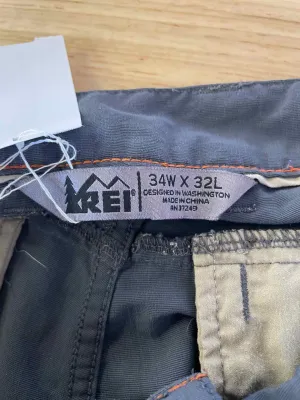 REI
34W X 32L
DESIGNED IN WASHINGTON
MADE IN CHINA
RN 37249